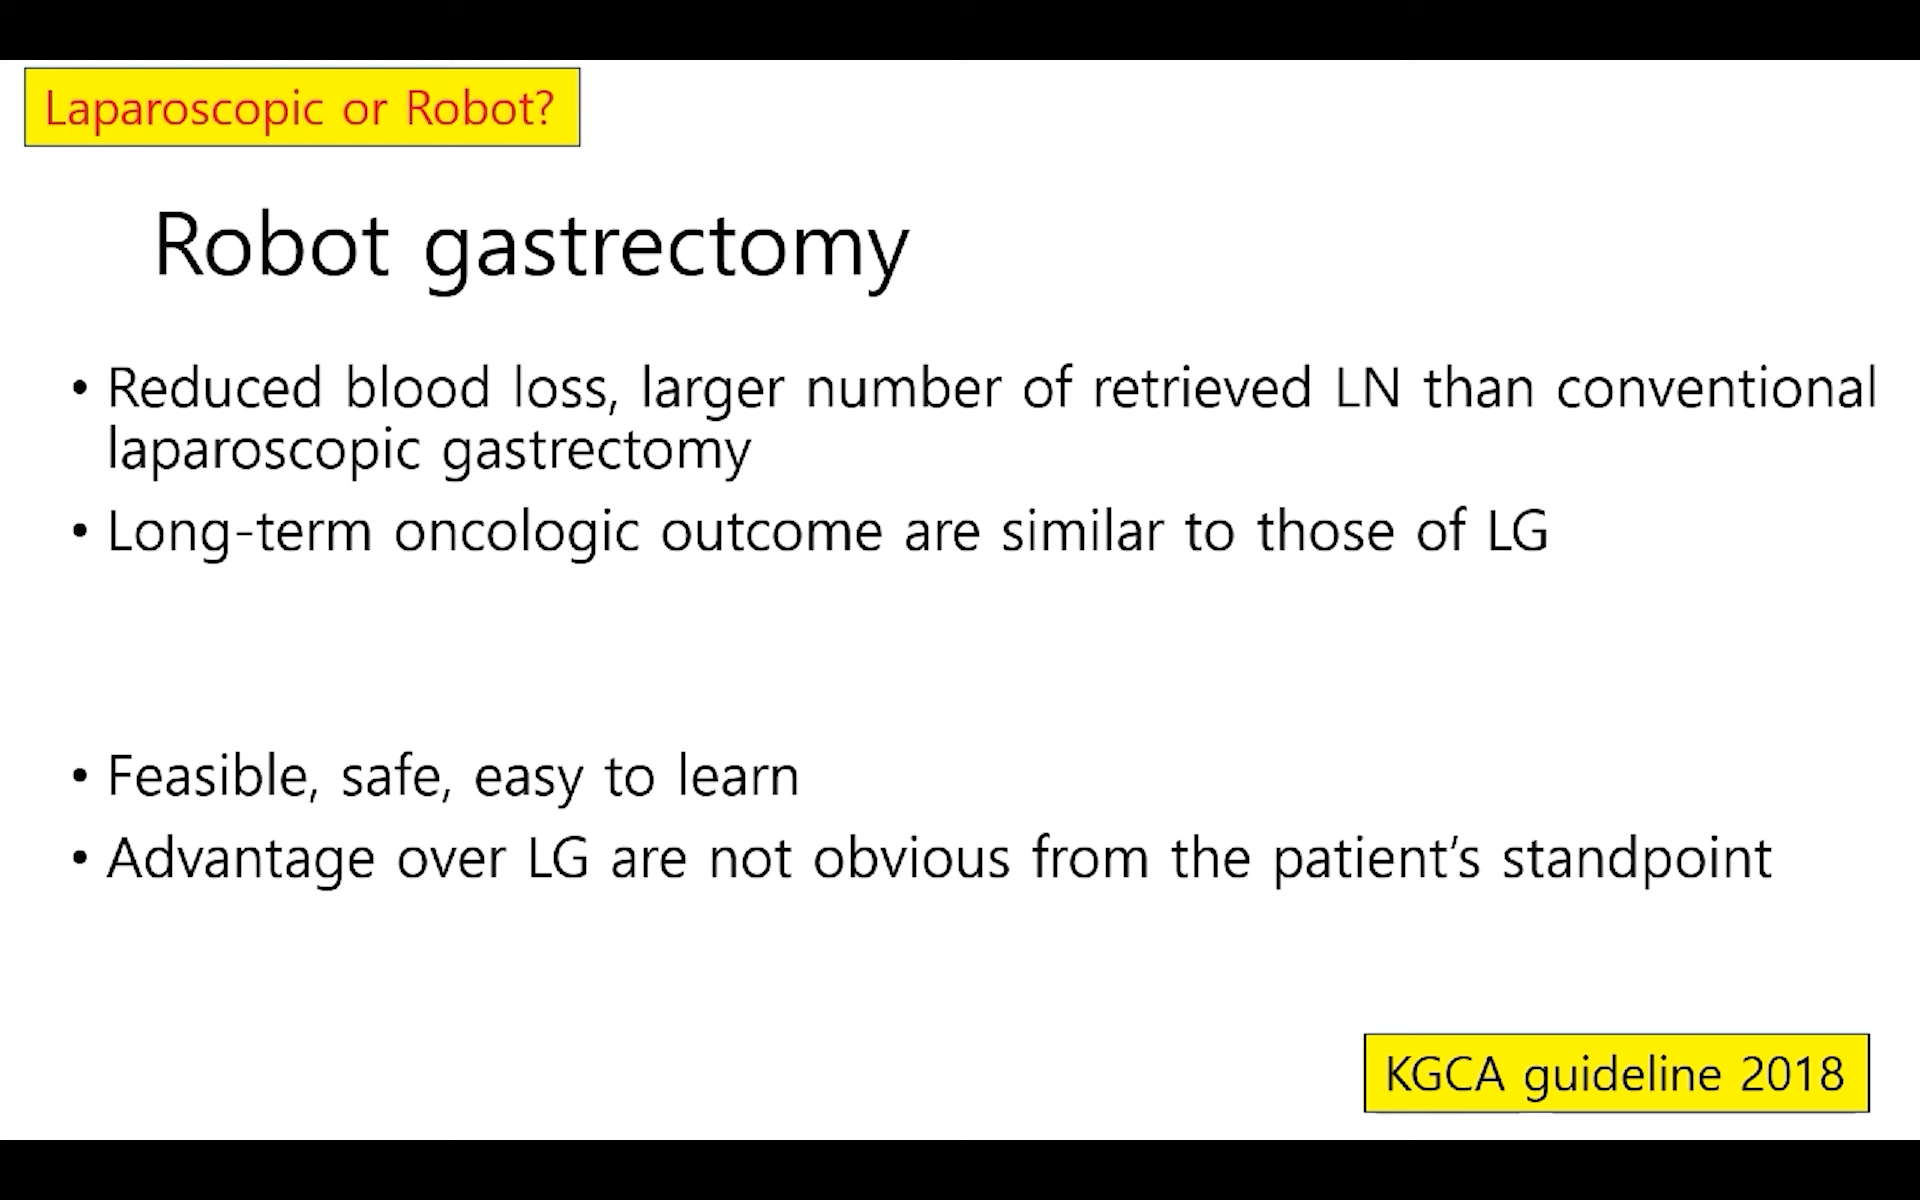 Laparoscopic or Robot?
Robot gastrectomy
• Reduced blood loss, larger number of retrieved LN than conventional
laparoscopic gastrectomy
• Long-term oncologic outcome are similar to those of LG
• Feasible, safe, easy to learn
• Advantage over LG are not obvious from the patient’s standpoint
KGCA guideline 2018